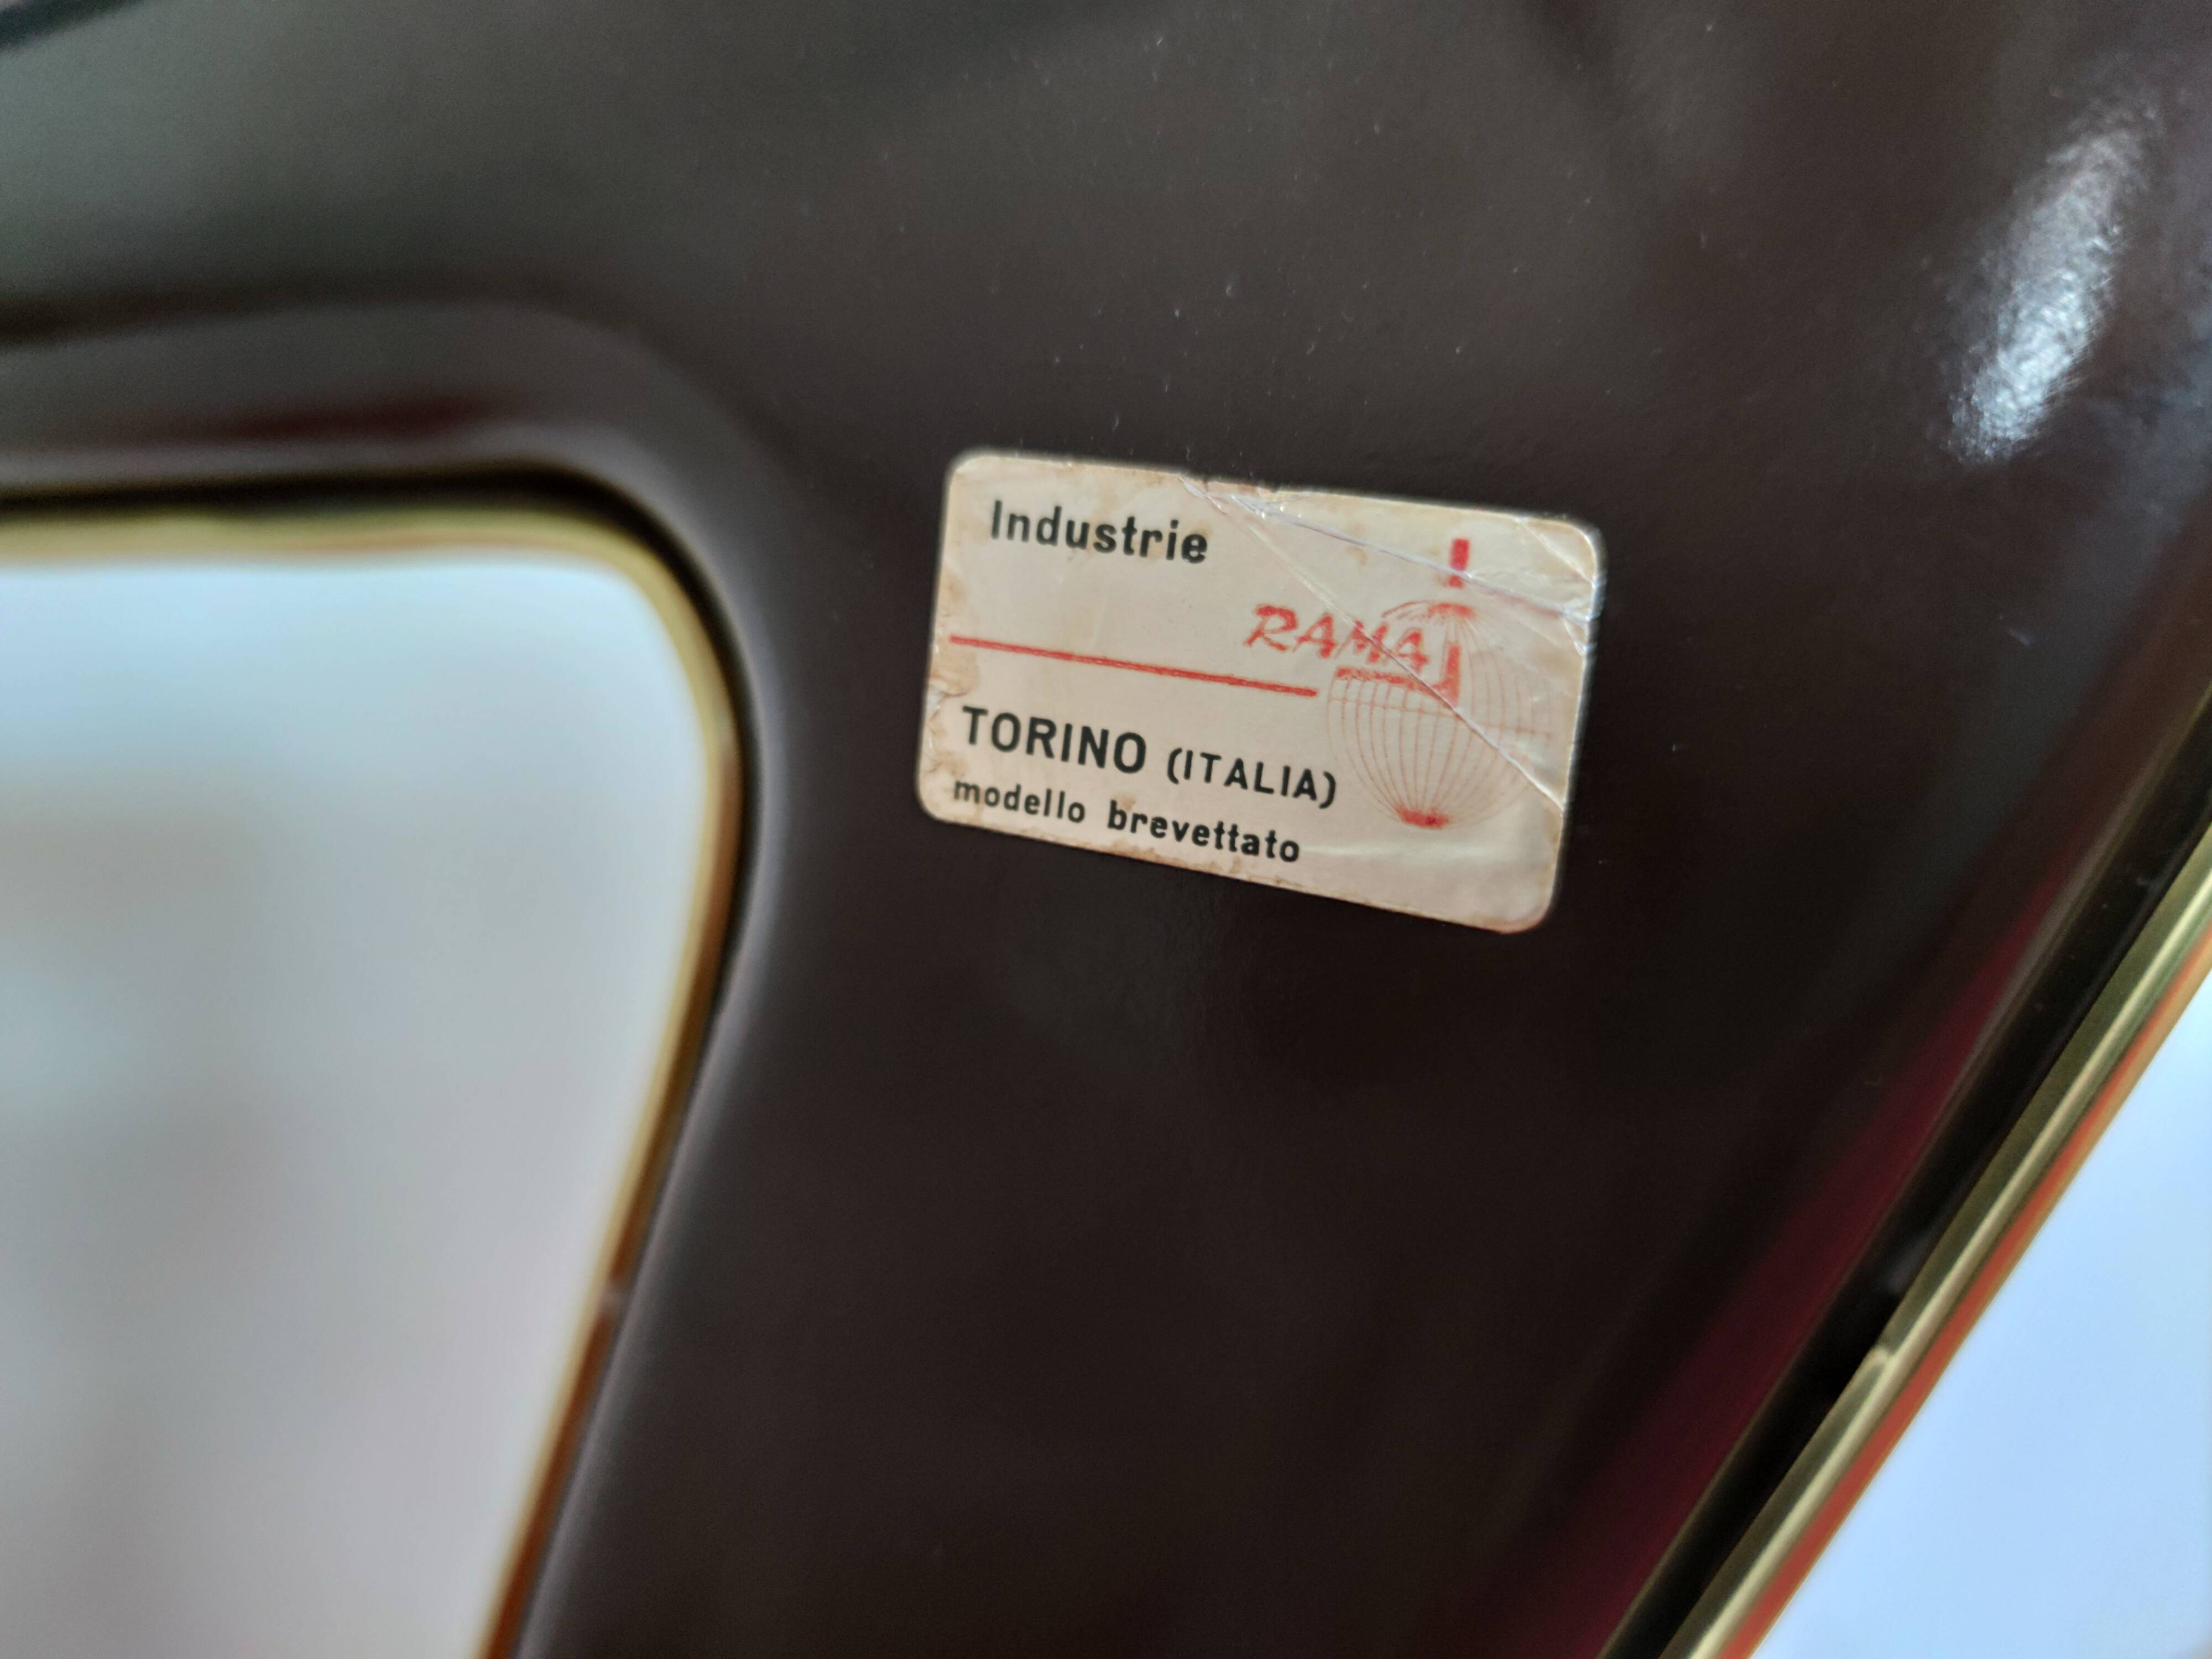 Industrie
RAMA
TORINO (ITALIA)
modello brevettato